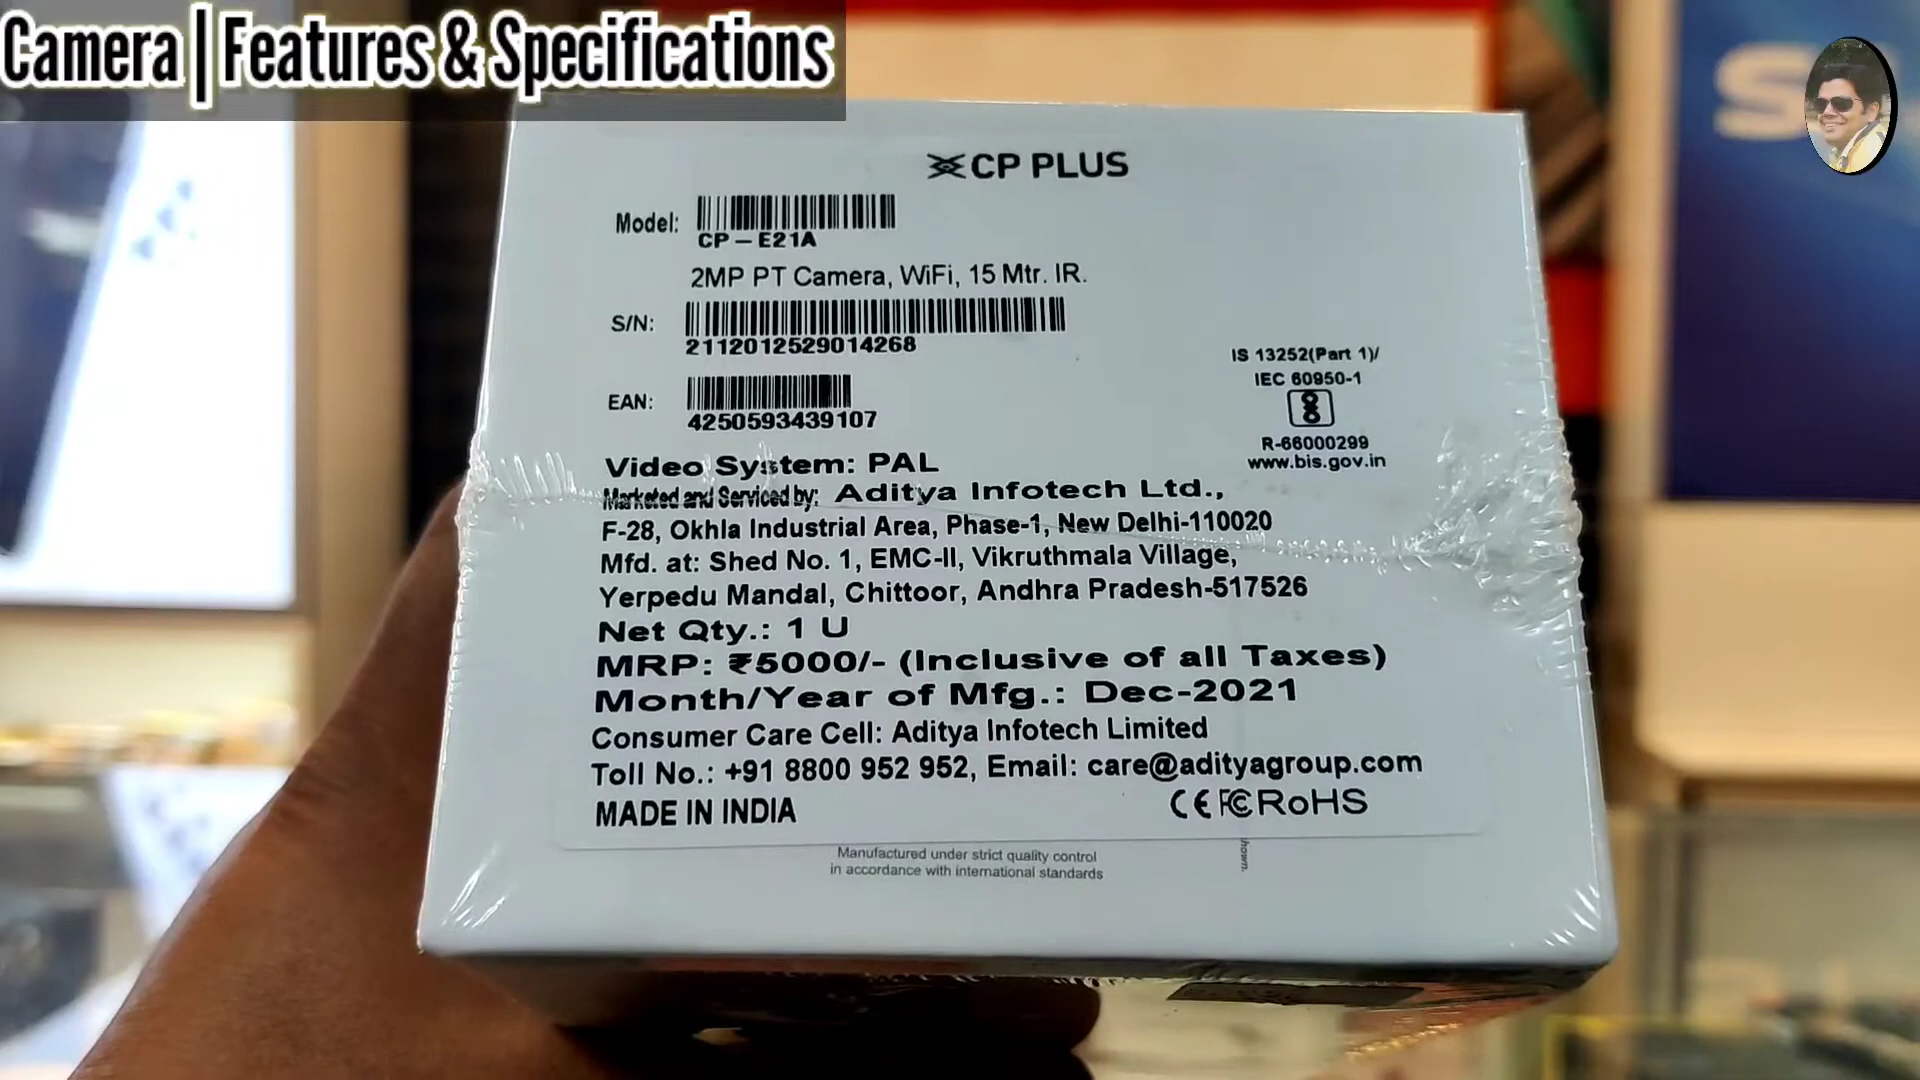 Camera | Features & Specifications
CP PLUS
Model:
CP-E21A
2MP PT Camera, WiFi, 15 Mtr. IR.
S/N:
2112012529014268
EAN:
4250593439107
IS 13252(Part 1)/
IEC 60950-1
R-66000299
www.bis.gov.in
Video System: PAL
Marketed and Serviced by: Aditya Infotech Ltd.,
F-28, Okhla Industrial Area, Phase-1, New Delhi-110020
Mfd. at: Shed No. 1, EMC-II, Vikruthmala Village,
Yerpedu Mandal, Chittoor, Andhra Pradesh-517526
Net Qty.: 1 U
MRP: ₹5000/- (Inclusive of all Taxes)
Month/Year of Mfg.: Dec-2021
Consumer Care Cell: Aditya Infotech Limited
Toll No.: +91 8800 952 952, Email: care@adityagroup.com
MADE IN INDIA
CE FC RoHS
Manufactured under strict quality control
in accordance with international standards